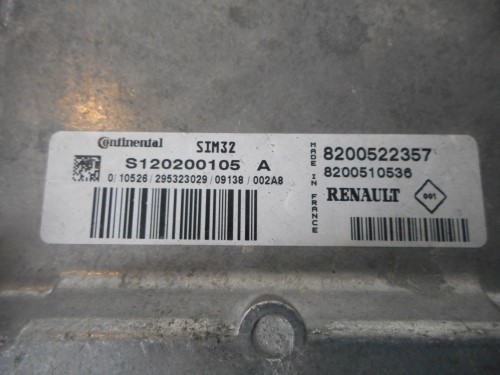 Continental SIM32
S120200105 A
0/10526/295323029/09138/002A8
MADE IN FRANCE
8200522357
8200510536
RENAULT 001